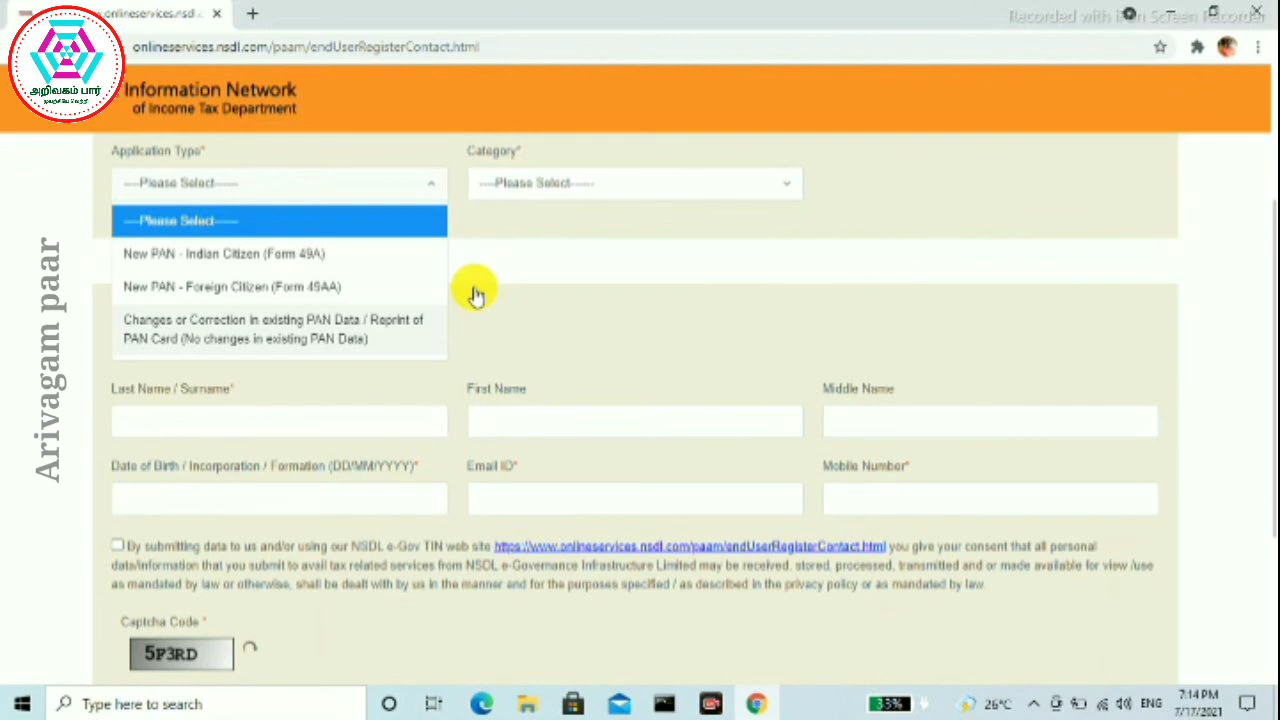 www.onlineservices.nsd
Recorded with iFun Screen Recorder
onlineservices.nsdl.com/paam/endUserRegisterContact.html
அறிவகம் பார்
முயற்சியே வெற்றி
Information Network
of Income Tax Department
Application Type*
Category*
----Please Select------
----Please Select------
----Please Select------
New PAN - Indian Citizen (Form 49A)
New PAN - Foreign Citizen (Form 49AA)
Changes or Correction in existing PAN Data / Reprint of
PAN Card (No changes in existing PAN Data)
Arivagam paar
Last Name / Surname*
First Name
Middle Name
Date of Birth / Incorporation / Formation (DD/MM/YYYY)*
Email ID*
Mobile Number*
By submitting data to us and/or using our NSDL e-Gov TIN web site https://www.onlineservices.nsdl.com/paam/endUserRegisterContact.html you give your consent that all personal
data/information that you submit to avail tax related services from NSDL e-Governance Infrastructure Limited may be received, stored, processed, transmitted and or made available for view /use
as mandated by law or otherwise, shall be dealt with by us in the manner and for the purposes specified / as described in the privacy policy or as mandated by law.
Captcha Code *
5P3RD
Type here to search
33%
26°C
ENG
7:14 PM
7/17/2021